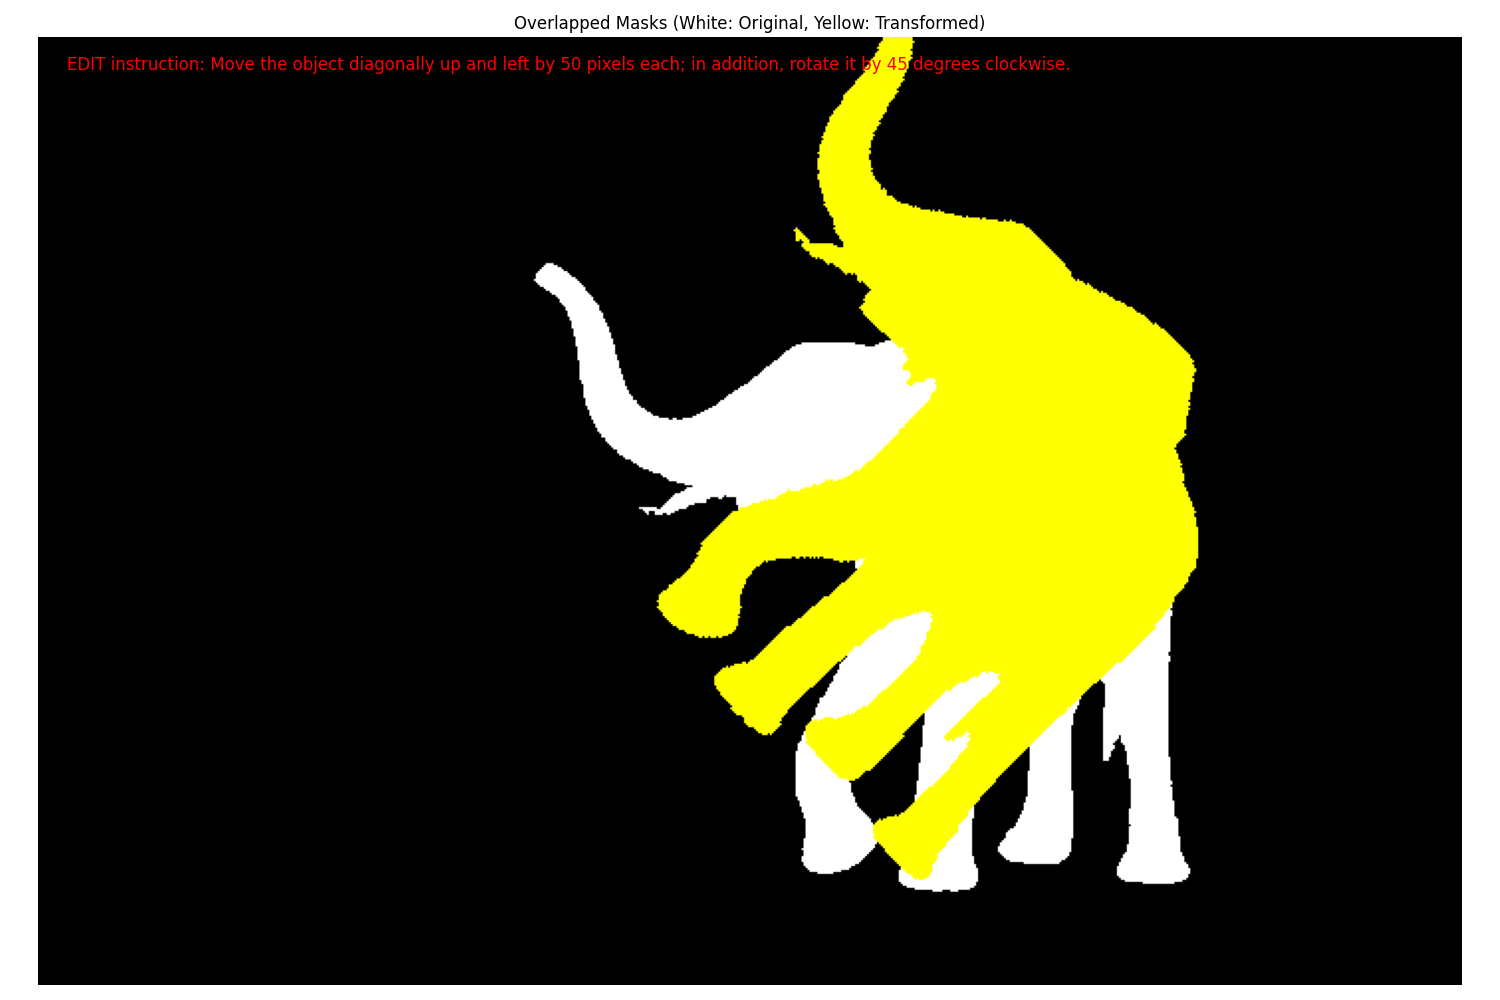 Overlapped Masks (White: Original, Yellow: Transformed)
EDIT instruction: Move the object diagonally up and left by 50 pixels each; in addition, rotate it by 45 degrees clockwise.